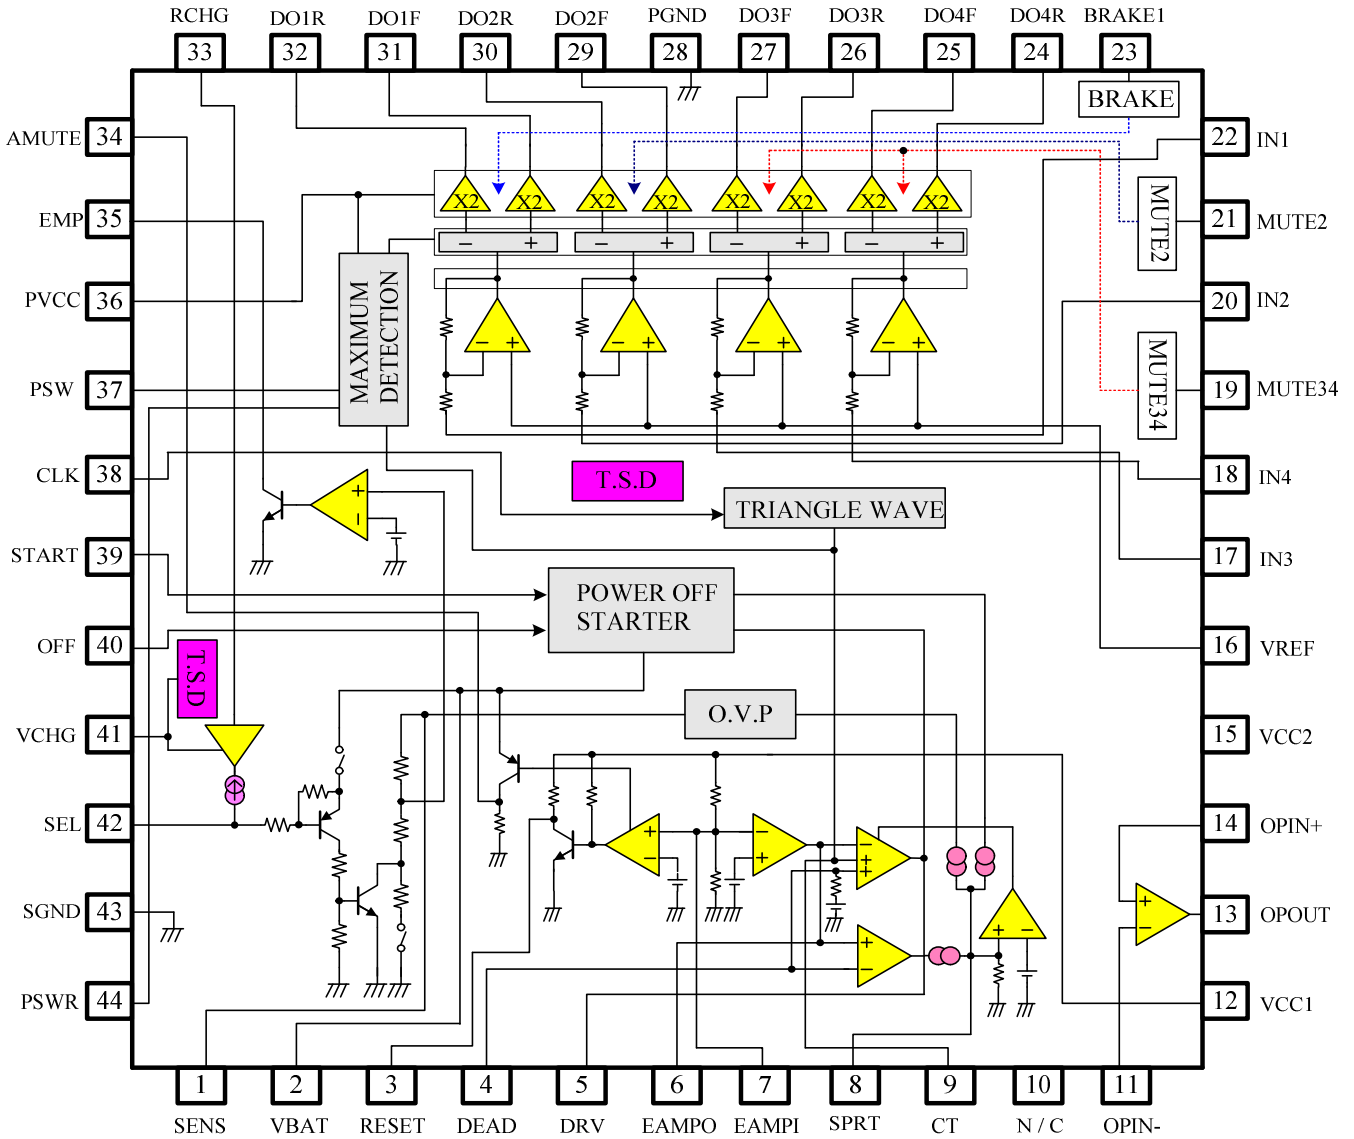 RCHG DO1R DO1F DO2R DO2F PGND DO3F DO3R DO4F DO4R BRAKE1
33 32 31 30 29 28 27 26 25 24 23
BRAKE
AMUTE 34
22 IN1
X2 X2 X2 X2 X2 X2 X2 X2
EMP 35
MUTE2
21 MUTE2
− + − + − + − +
PVCC 36
MAXIMUM
DETECTION
20 IN2
− + − + − + − +
PSW 37
MUTE34
19 MUTE34
CLK 38
T.S.D
18 IN4
+
−
TRIANGLE WAVE
START 39
17 IN3
POWER OFF
STARTER
OFF 40
T.S.D
16 VREF
O.V.P
VCHG 41
15 VCC2
SEL 42
14 OPIN+
+ − −
− + +
+
SGND 43
+
−
13 OPOUT
+ −
+
−
PSWR 44
12 VCC1
1 2 3 4 5 6 7 8 9 10 11
SENS VBAT RESET DEAD DRV EAMPO EAMPI SPRT CT N / C OPIN-